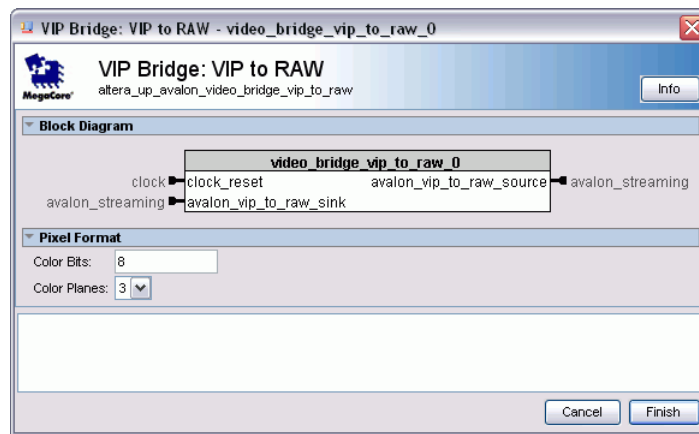 VIP Bridge: VIP to RAW - video_bridge_vip_to_raw_0
VIP Bridge: VIP to RAW
altera_up_avalon_video_bridge_vip_to_raw
MegaCore®
Info
Block Diagram
video_bridge_vip_to_raw_0
clock clock_reset avalon_vip_to_raw_source avalon_streaming
avalon_streaming avalon_vip_to_raw_sink
Pixel Format
Color Bits: 8
Color Planes: 3
Cancel Finish